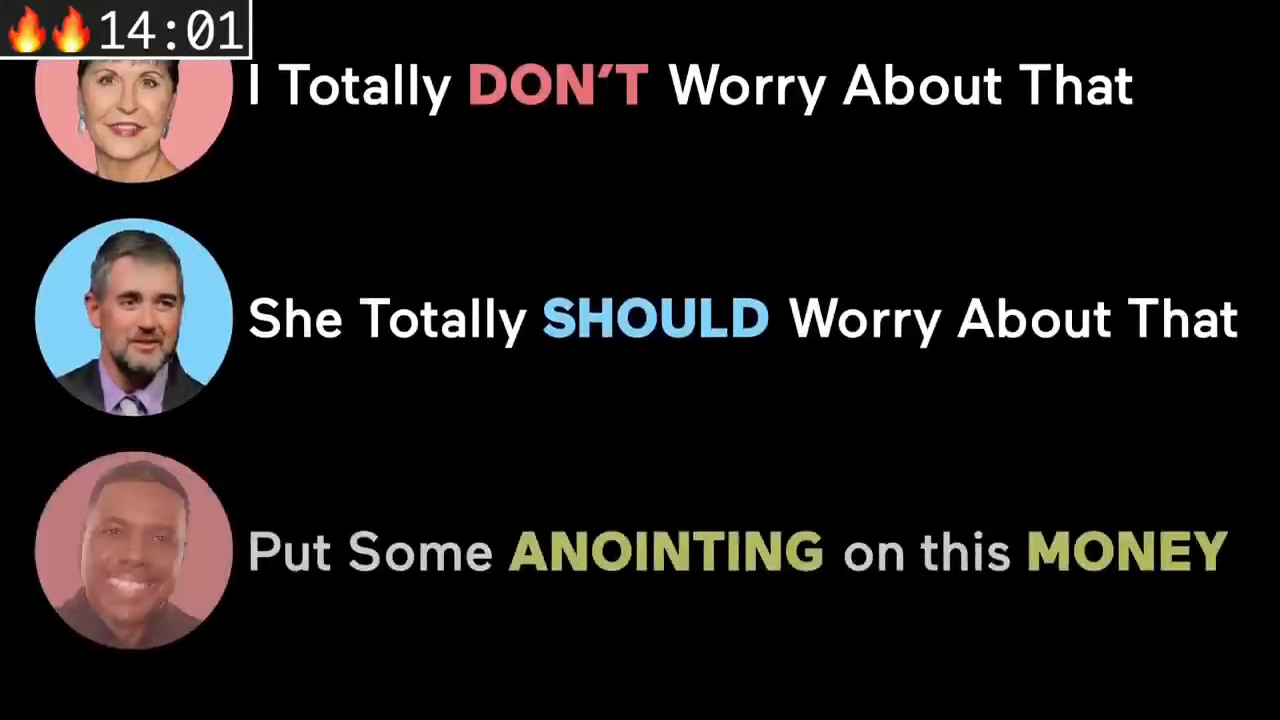 🔥🔥14:01
I Totally DON'T Worry About That
She Totally SHOULD Worry About That
Put Some ANOINTING on this MONEY